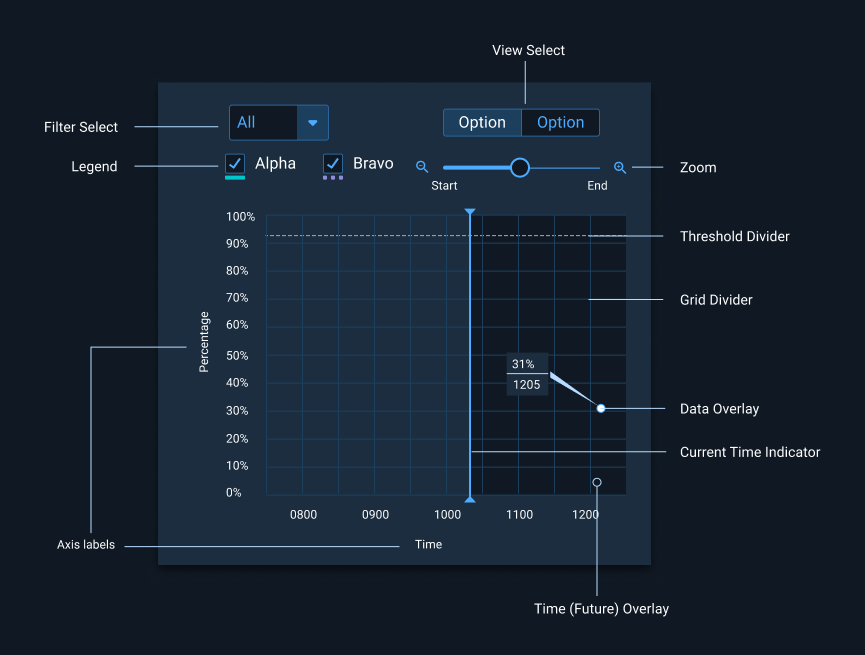 View Select
Filter Select
All
Option
Option
Legend
Alpha
Bravo
Zoom
Start
End
100%
90%
80%
70%
60%
50%
40%
30%
20%
10%
0%
Percentage
Threshold Divider
Grid Divider
31%
1205
Data Overlay
Current Time Indicator
0800
0900
1000
1100
1200
Axis labels
Time
Time (Future) Overlay